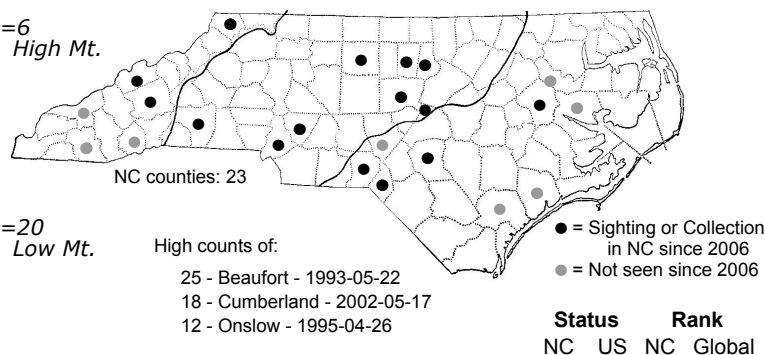 =6
High Mt.
NC counties: 23
=20
Low Mt.
High counts of:
25 - Beaufort - 1993-05-22
18 - Cumberland - 2002-05-17
12 - Onslow - 1995-04-26
● = Sighting or Collection
in NC since 2006
● = Not seen since 2006
Status Rank
NC US NC Global